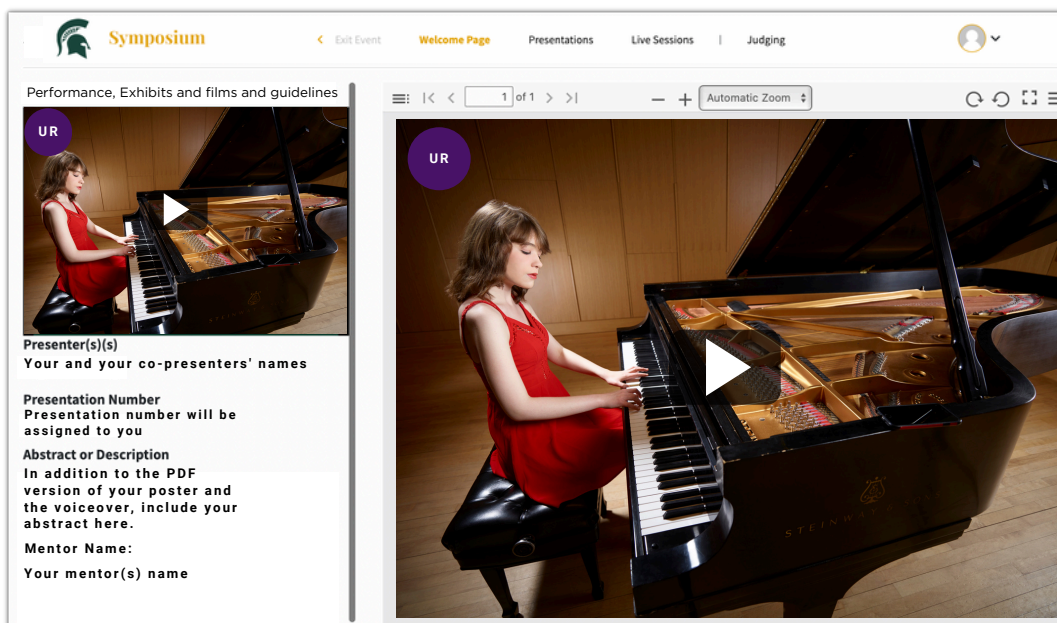 Symposium
Exit Event
Welcome Page
Presentations
Live Sessions
|
Judging
Performance, Exhibits and films and guidelines
UR
Presenter(s)(s)
Your and your co-presenters' names
Presentation Number
Presentation number will be
assigned to you
Abstract or Description
In addition to the PDF
version of your poster and
the voiceover, include your
abstract here.
Mentor Name:
Your mentor(s) name
1 of 1
Automatic Zoom
UR